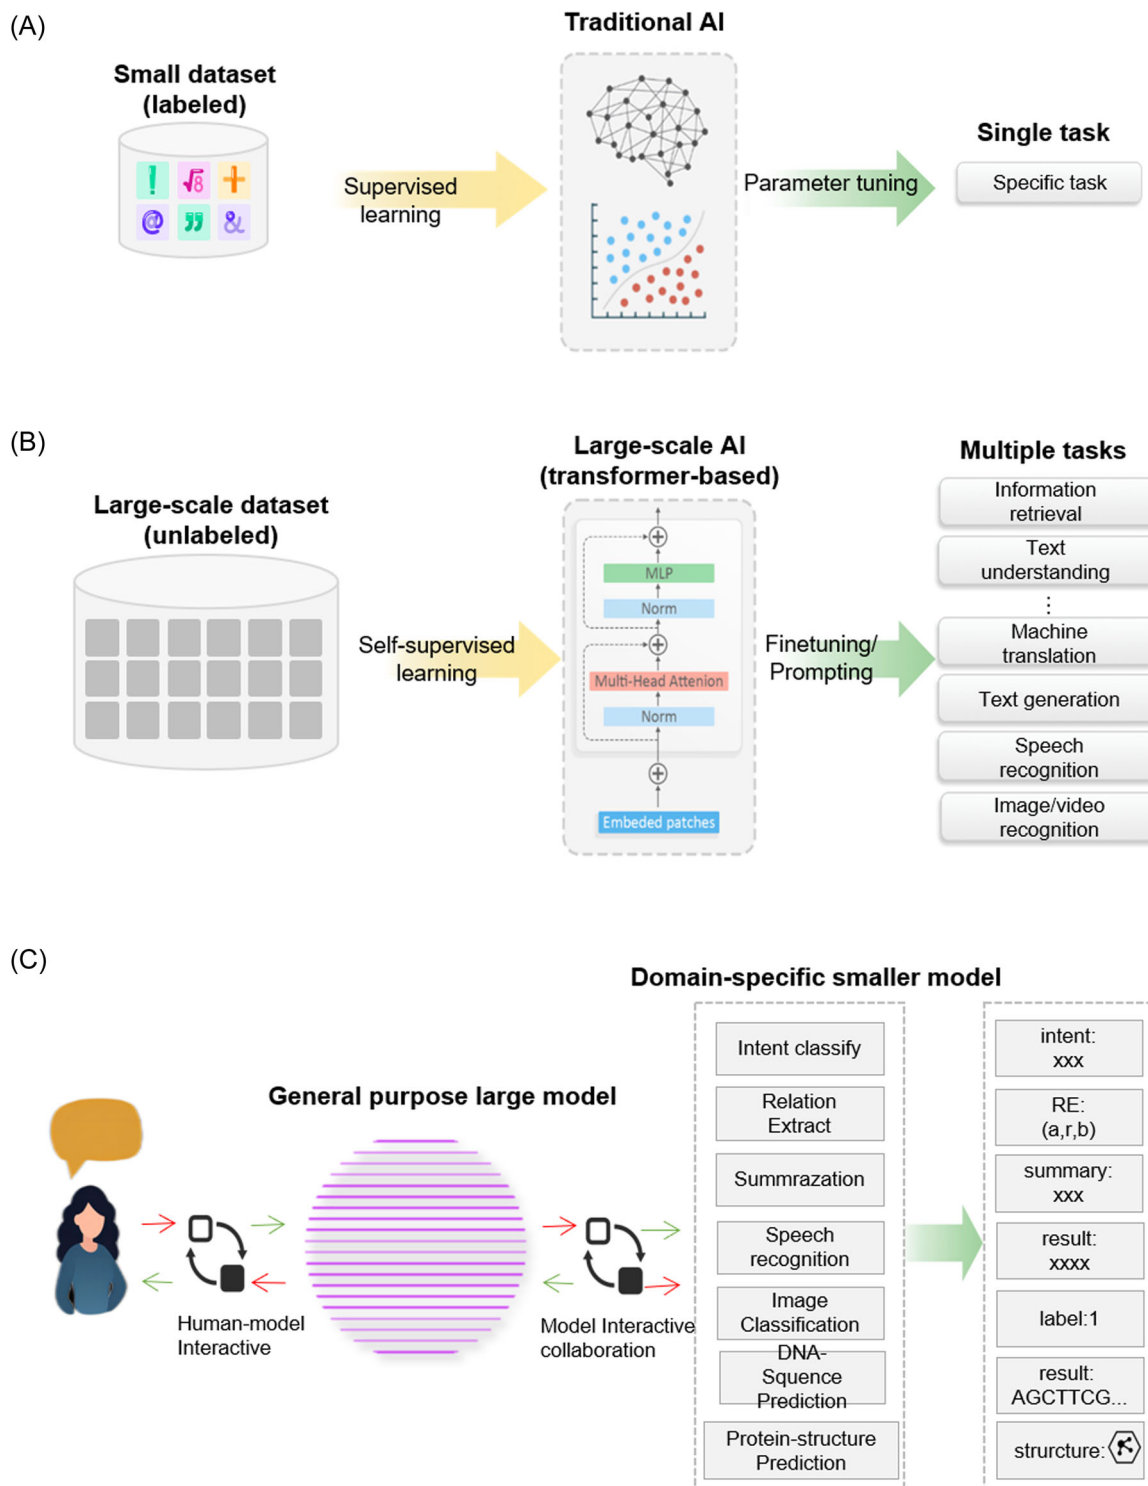 (A)
Traditional AI
Small dataset
(labeled)
! √8 +
@ ❟❟ &
Supervised
learning
Parameter tuning
Single task
Specific task
(B)
Large-scale AI
(transformer-based)
Large-scale dataset
(unlabeled)
Self-supervised
learning
MLP
Norm
Multi-Head Attenion
Norm
Embeded patches
Finetuning/
Prompting
Multiple tasks
Information
retrieval
Text
understanding
⋮
Machine
translation
Text generation
Speech
recognition
Image/video
recognition
(C)
Domain-specific smaller model
General purpose large model
Human-model
Interactive
Model Interactive
collaboration
Intent classify
Relation
Extract
Summrazation
Speech
recognition
Image
Classification
DNA-
Squence
Prediction
Protein-structure
Prediction
intent:
xxx
RE:
(a,r,b)
summary:
xxx
result:
xxxx
label:1
result:
AGCTTCG...
strurcture: